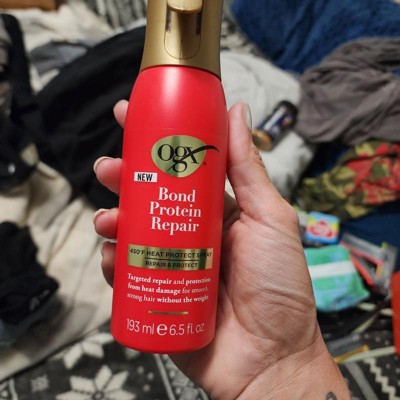 ogx
NEW
Bond
Protein
Repair
450°F HEAT PROTECT SPRAY
REPAIR & PROTECT
Targeted repair and protection
from heat damage for smooth,
strong hair without the weight
193 ml ℮ 6.5 fl. oz